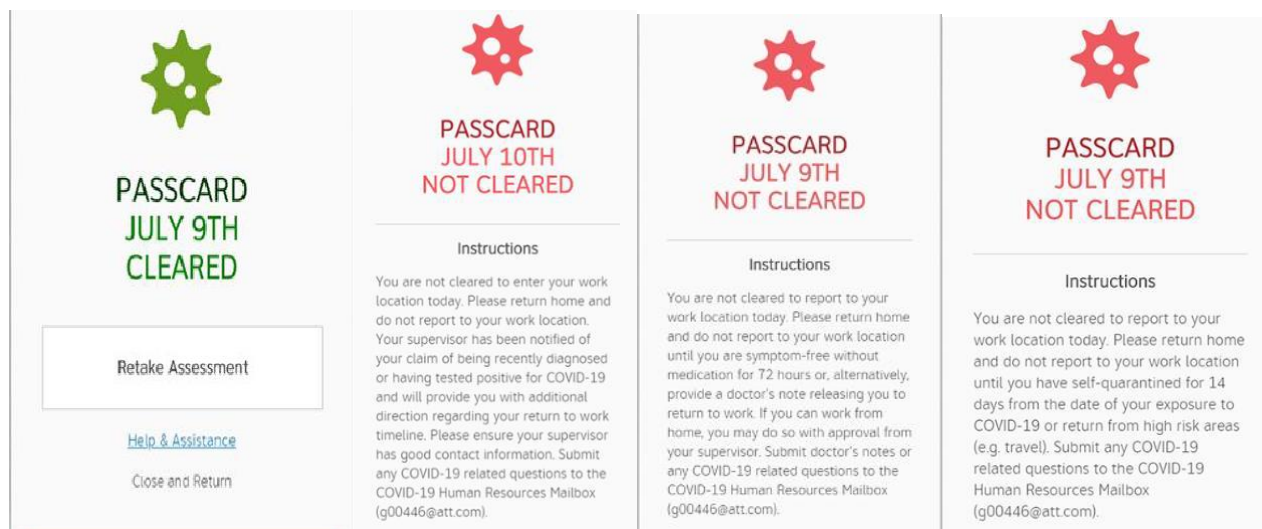 PASSCARD
JULY 9TH
CLEARED
Retake Assessment
Help & Assistance
Close and Return
PASSCARD
JULY 10TH
NOT CLEARED
Instructions
You are not cleared to enter your work
location today. Please return home and
do not report to your work location.
Your supervisor has been notified of
your claim of being recently diagnosed
or having tested positive for COVID-19
and will provide you with additional
direction regarding your return to work
timeline. Please ensure your supervisor
has good contact information. Submit
any COVID-19 related questions to the
COVID-19 Human Resources Mailbox
(g00446@att.com).
PASSCARD
JULY 9TH
NOT CLEARED
Instructions
You are not cleared to report to your
work location today. Please return home
and do not report to your work location
until you are symptom-free without
medication for 72 hours or, alternatively,
provide a doctor's note releasing you to
return to work. If you can work from
home, you may do so with approval from
your supervisor. Submit doctor's notes or
any COVID-19 related questions to the
COVID-19 Human Resources Mailbox
(g00446@att.com).
PASSCARD
JULY 9TH
NOT CLEARED
Instructions
You are not cleared to report to your
work location today. Please return home
and do not report to your work location
until you have self-quarantined for 14
days from the date of your exposure to
COVID-19 or return from high risk areas
(e.g. travel). Submit any COVID-19
related questions to the COVID-19
Human Resources Mailbox
(g00446@att.com).